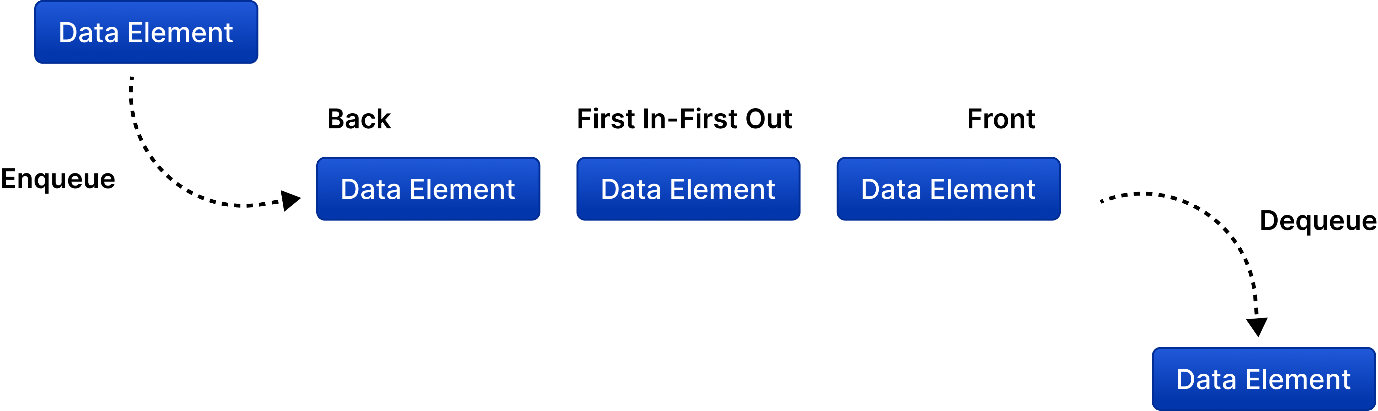 Data Element
Back
First In-First Out
Front
Enqueue
Data Element
Data Element
Data Element
Dequeue
Data Element